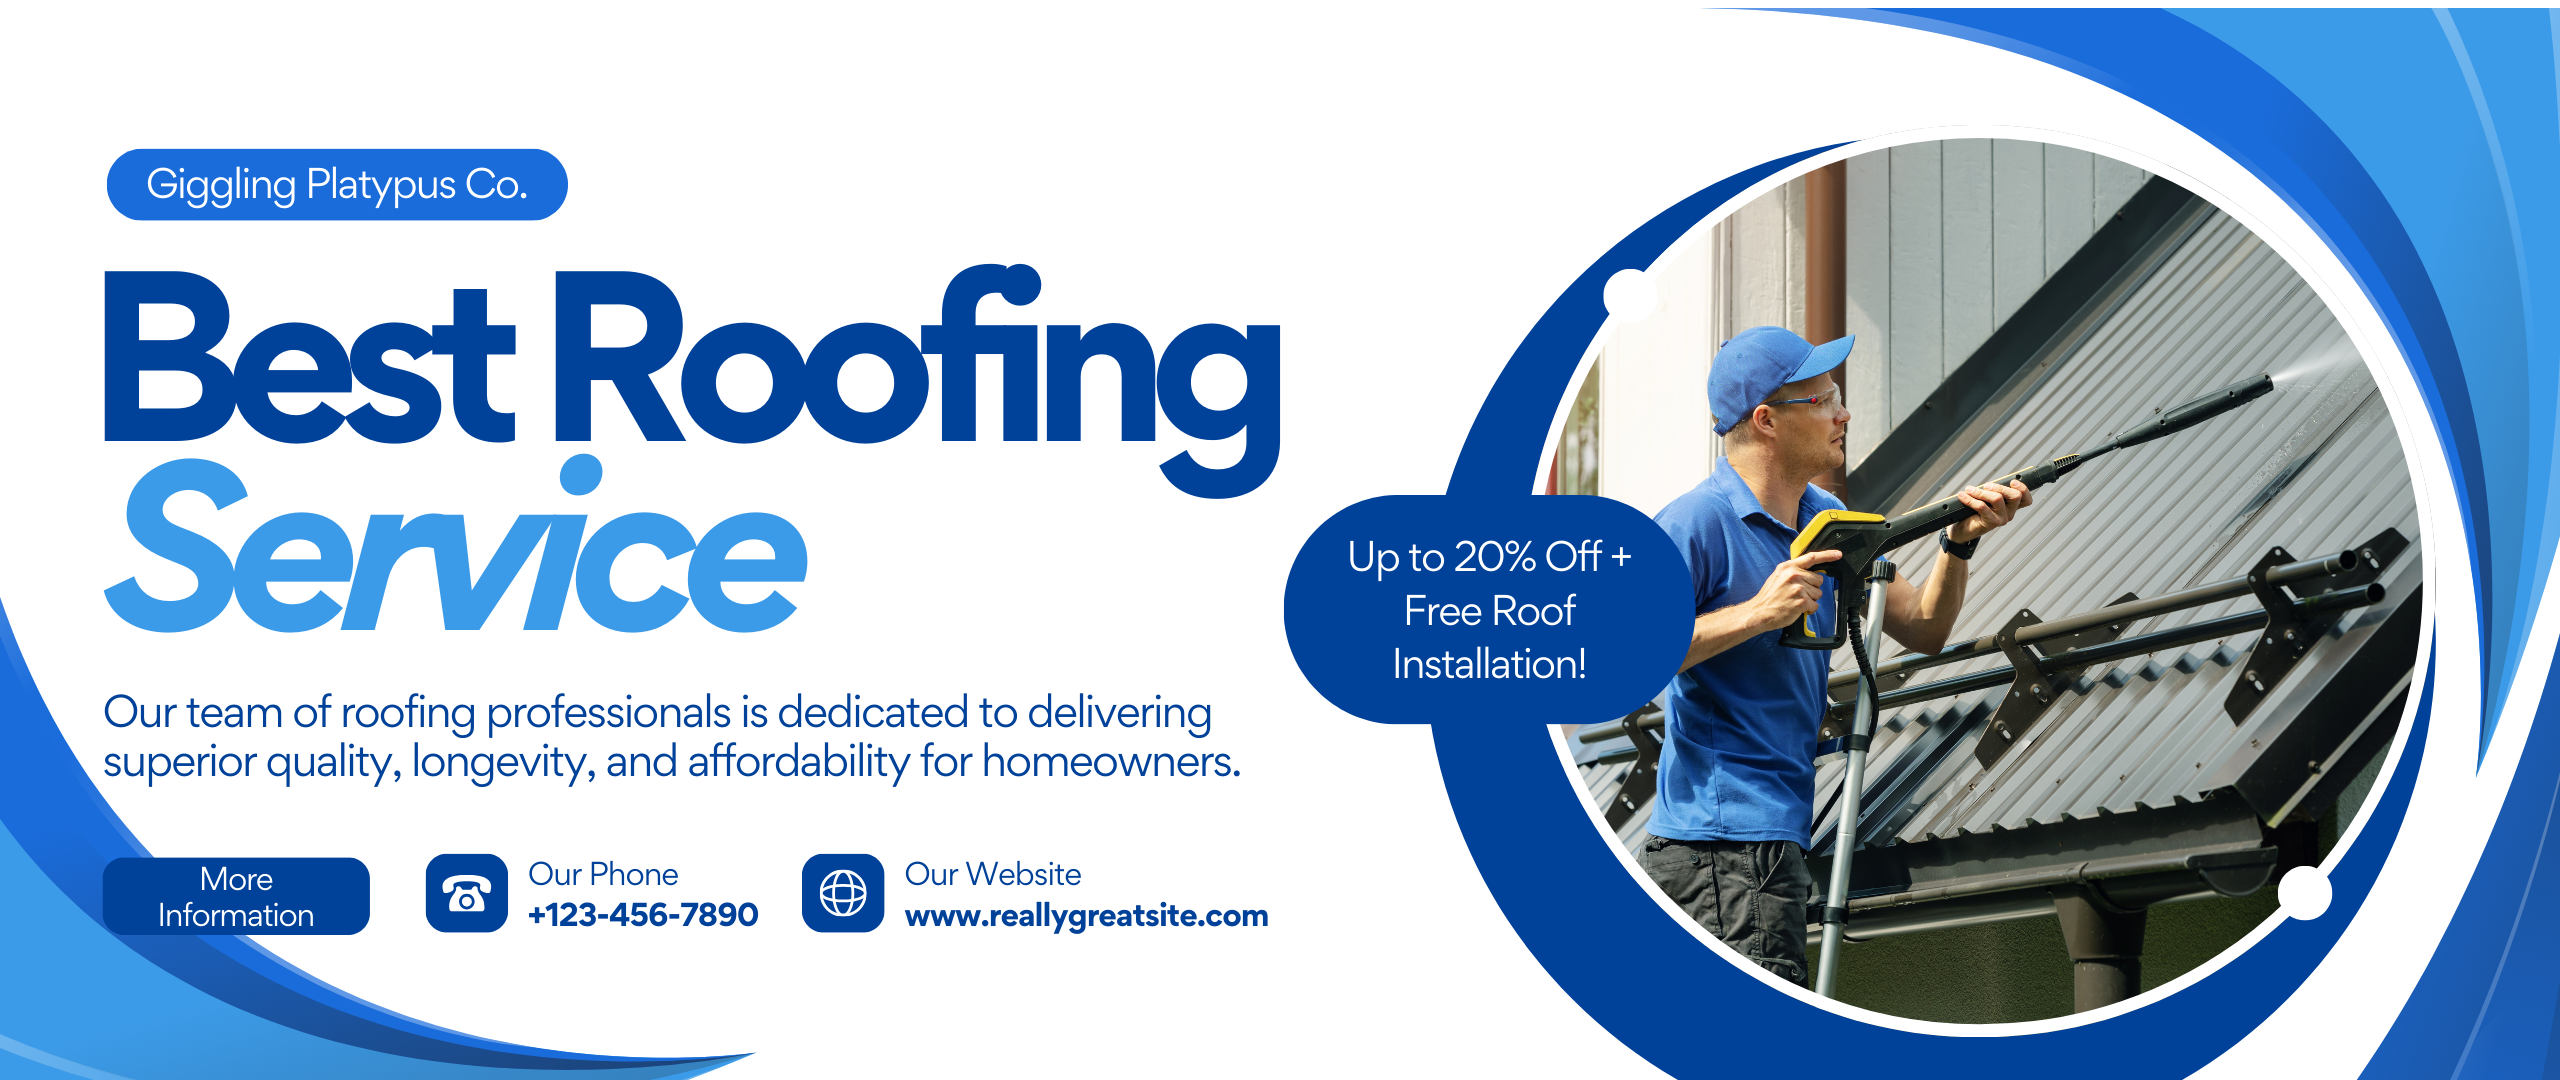 Giggling Platypus Co.
Best Roofing
Service
Our team of roofing professionals is dedicated to delivering
superior quality, longevity, and affordability for homeowners.
More
Information
Our Phone
+123-456-7890
Our Website
www.reallygreatsite.com
Up to 20% Off +
Free Roof
Installation!